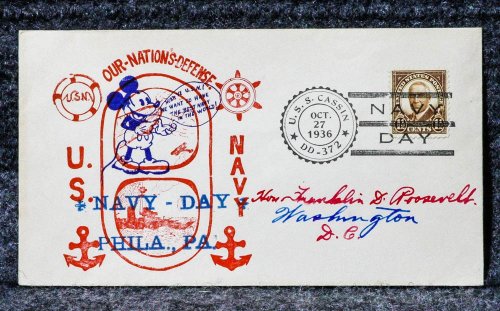 OUR-NATIONS-DEFENSE
U.S.N.
U.S.
NAVY
NAVY - DAY
PHILA., PA.
U. S. S. CASSIN
OCT.
27
1936
DD-372
NAVY
DAY
CENTS
Hon. Franklin D. Roosevelt.
Washington
D.C.